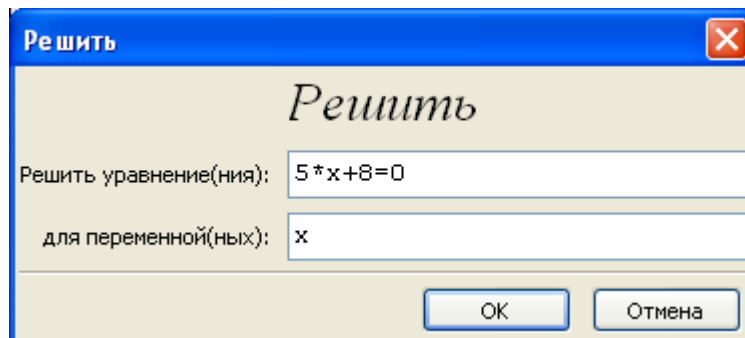 Решить
Решить
Решить уравнение(ния): 5*x+8=0
для переменной(ных): x
OK Отмена